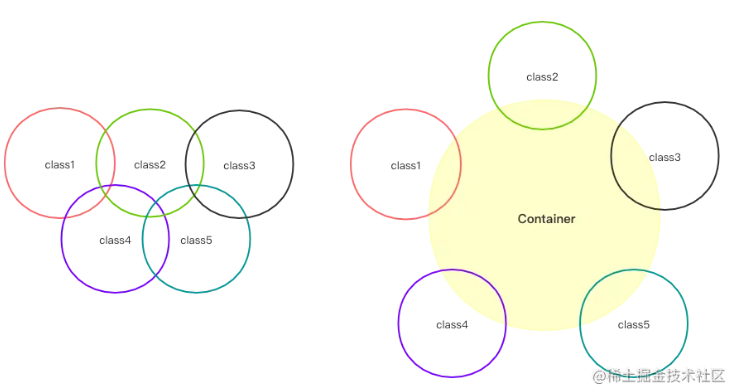 class1
class2
class3
class4
class5
class2
class1
class3
Container
class4
class5
@稀土掘金技术社区